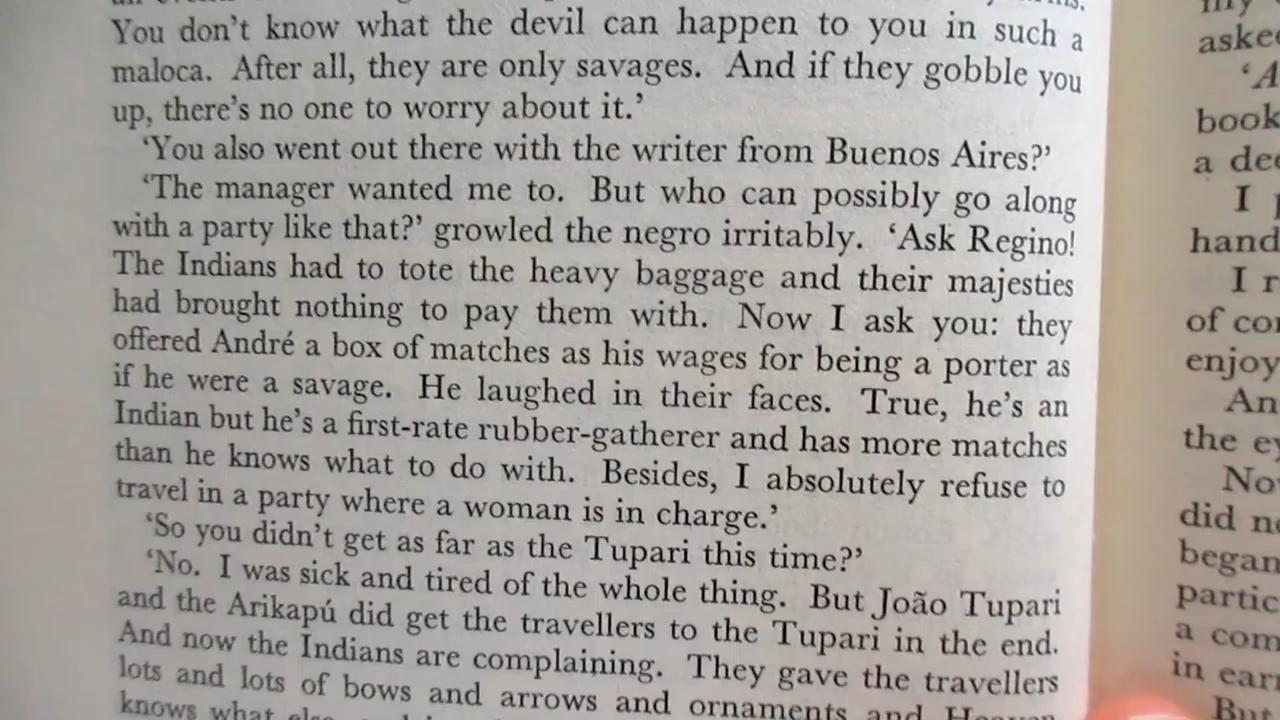 You don't know what the devil can happen to you in such a
maloca. After all, they are only savages. And if they gobble you
up, there's no one to worry about it.'
'You also went out there with the writer from Buenos Aires?'
'The manager wanted me to. But who can possibly go along
with a party like that?' growled the negro irritably. 'Ask Regino!
The Indians had to tote the heavy baggage and their majesties
had brought nothing to pay them with. Now I ask you: they
offered André a box of matches as his wages for being a porter as
if he were a savage. He laughed in their faces. True, he's an
Indian but he's a first-rate rubber-gatherer and has more matches
than he knows what to do with. Besides, I absolutely refuse to
travel in a party where a woman is in charge.'
'So you didn't get as far as the Tupari this time?'
'No. I was sick and tired of the whole thing. But João Tupari
and the Arikapú did get the travellers to the Tupari in the end.
And now the Indians are complaining. They gave the travellers
lots and lots of bows and arrows and ornaments and Heaven
knows what else
my
'A
book
a
I
hand
I
of
enjoy
the
did
began
a
in
But